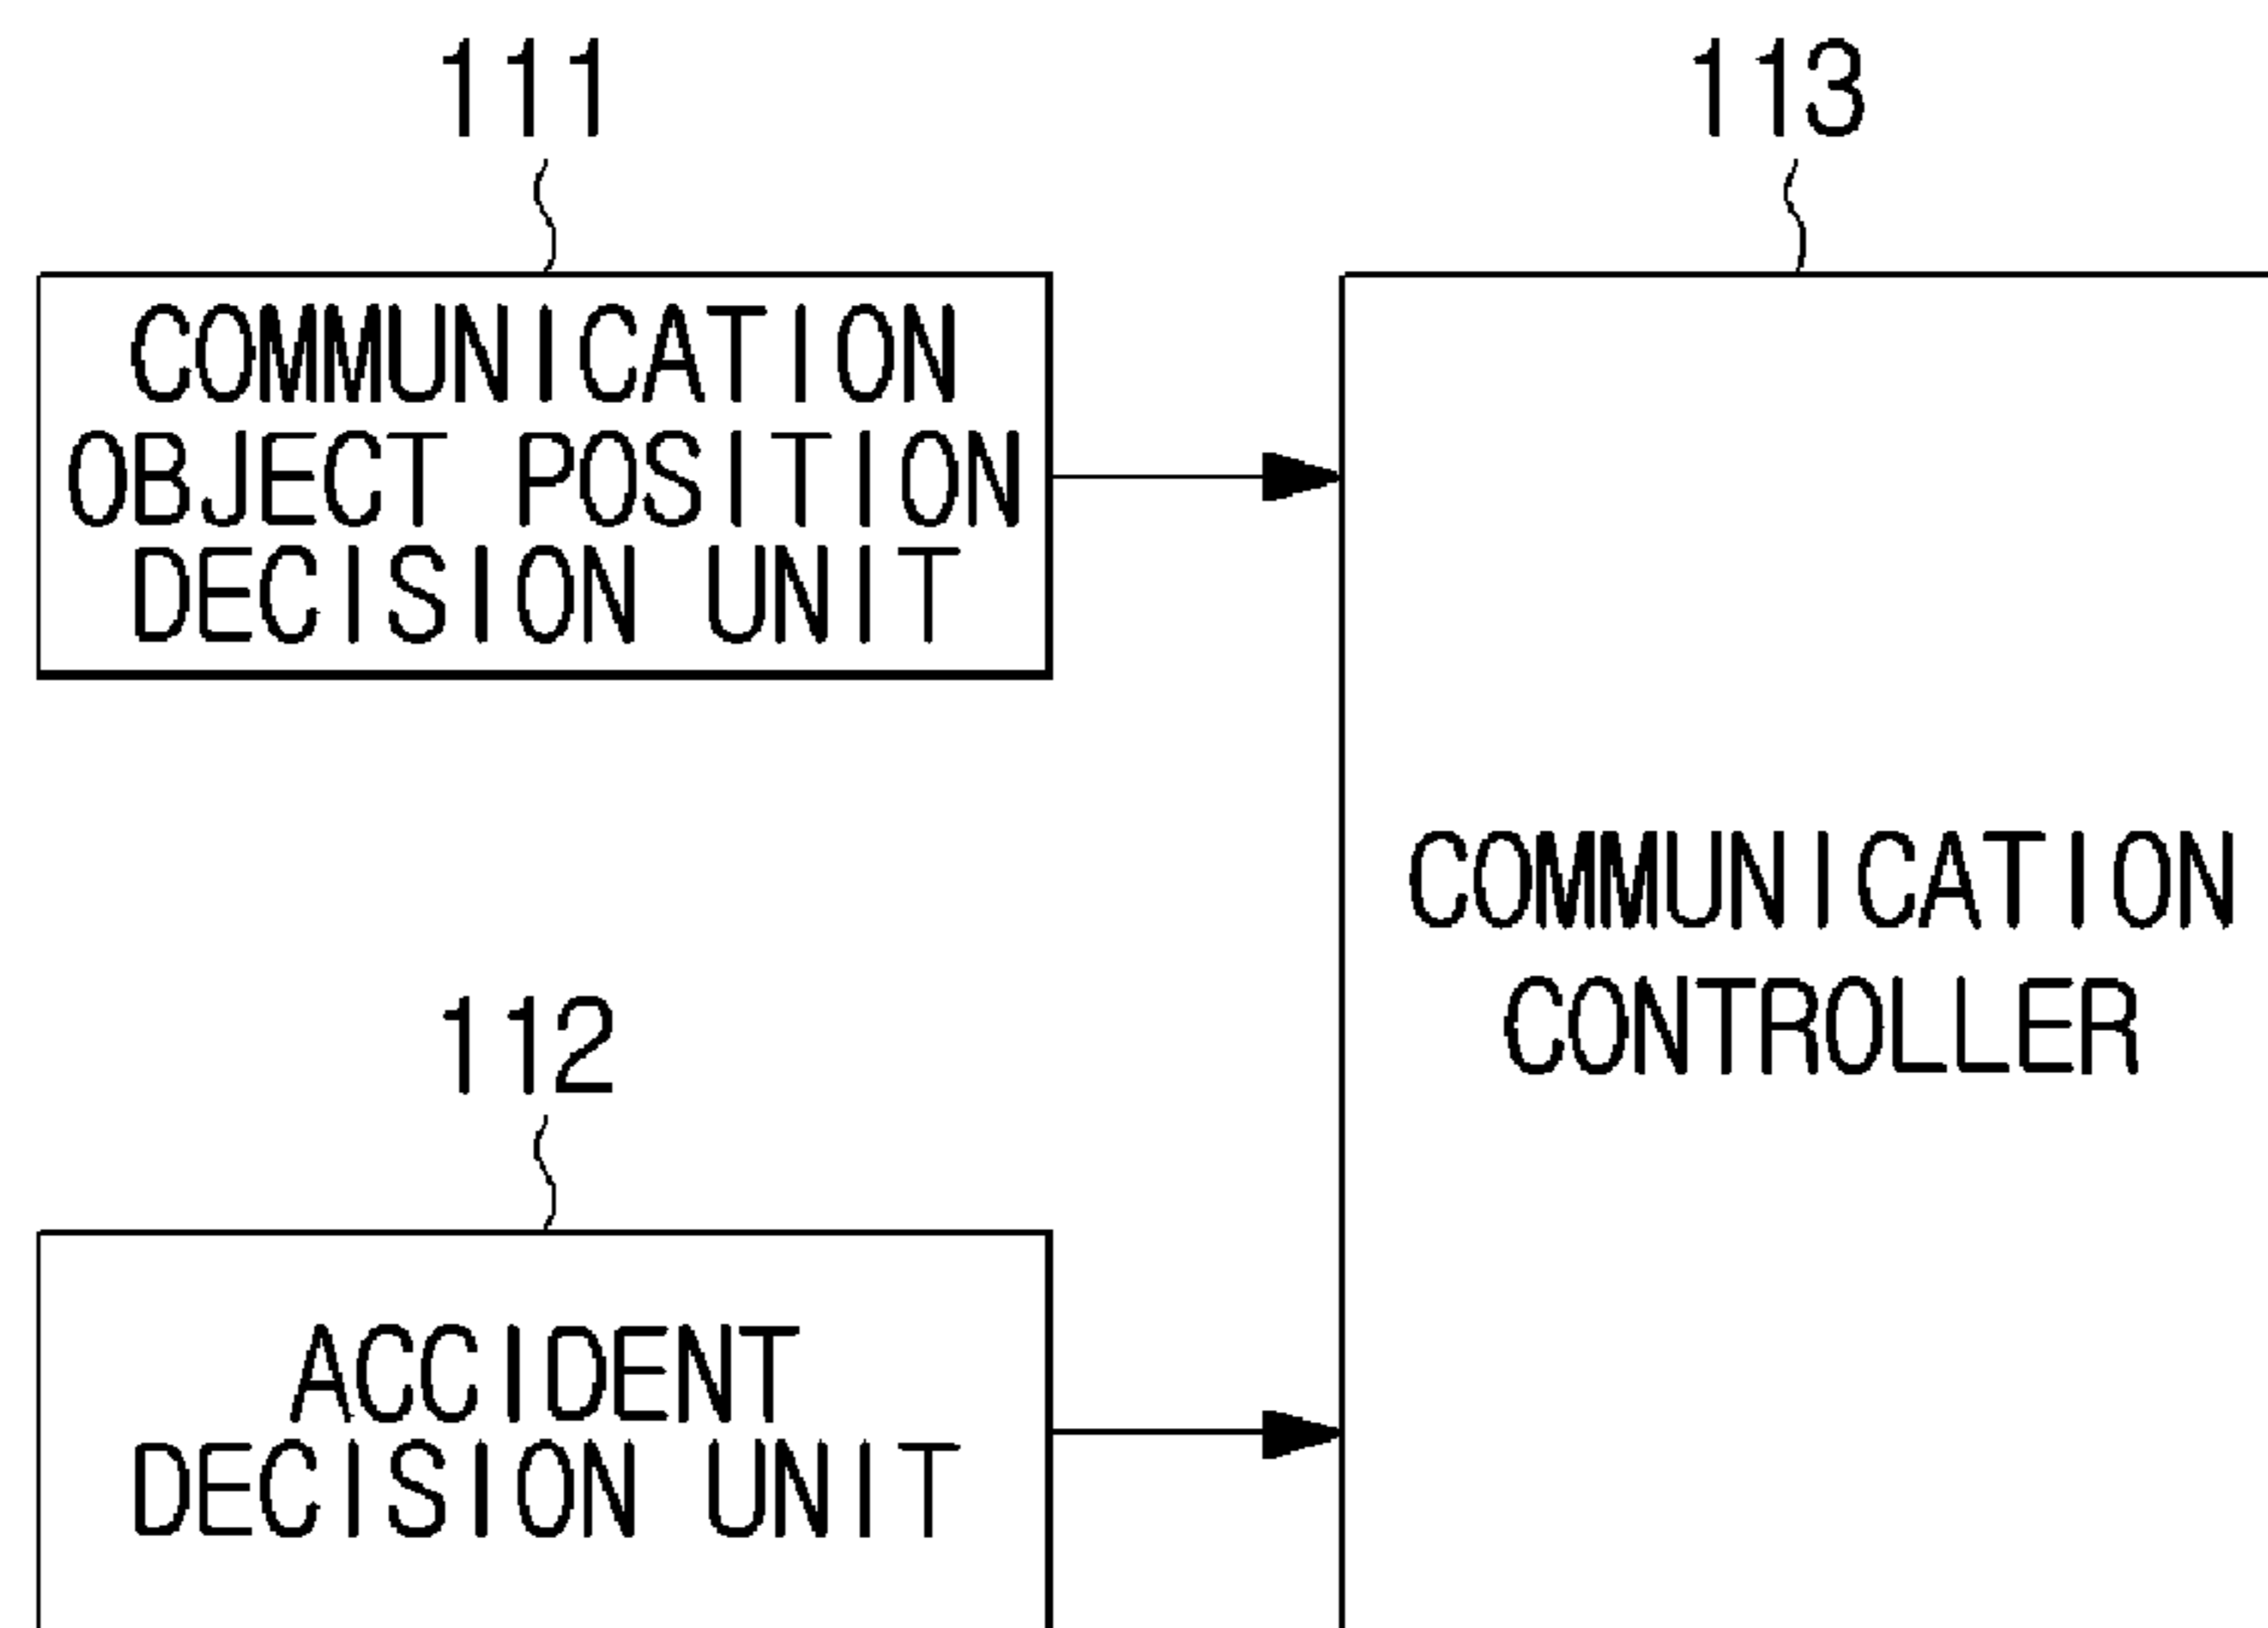 111
COMMUNICATION
OBJECT POSITION
DECISION UNIT
112
ACCIDENT
DECISION UNIT
113
COMMUNICATION
CONTROLLER